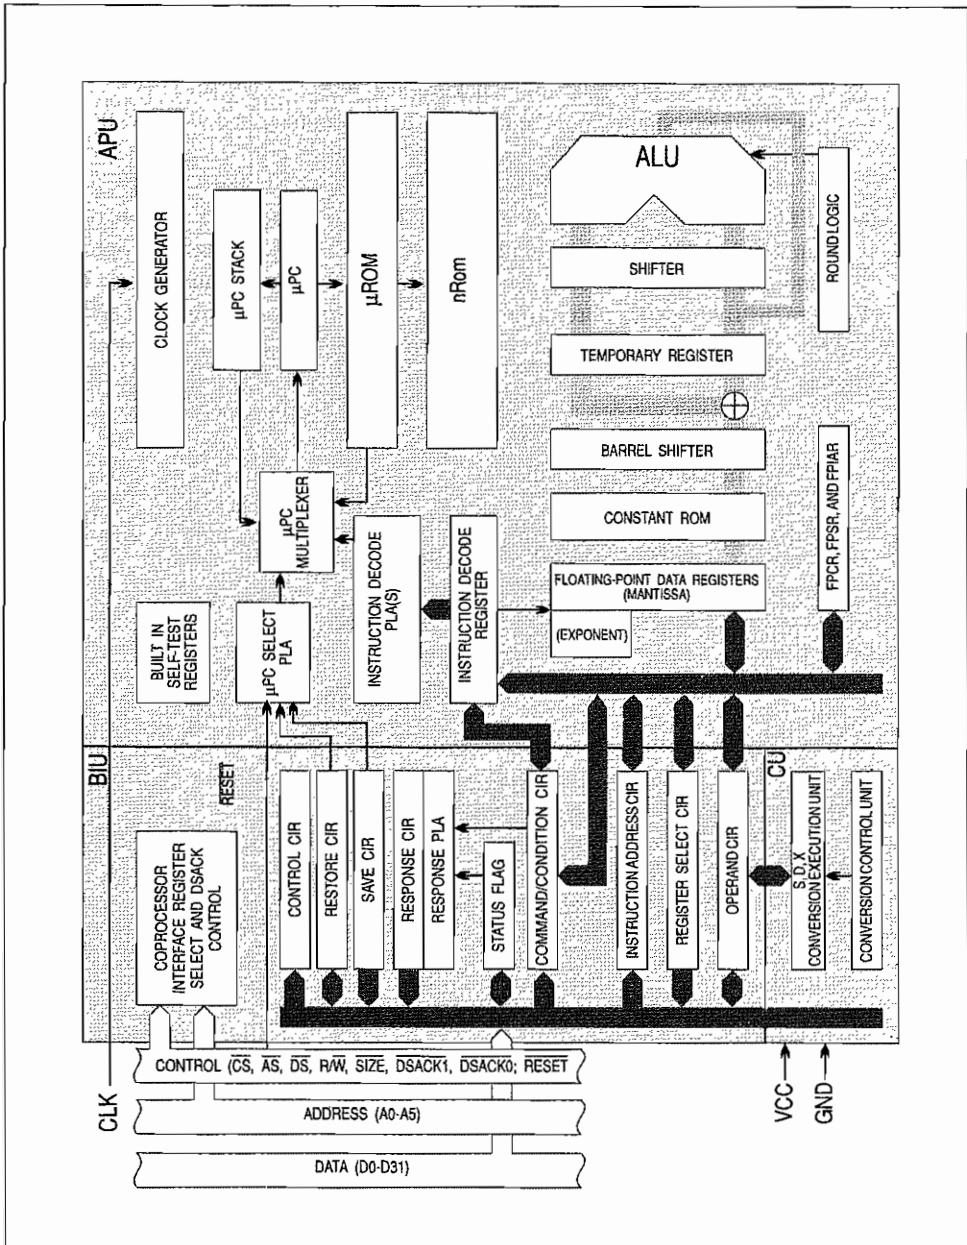 APU
CLOCK GENERATOR
µPC STACK
µPC
µROM
nRom
ALU
SHIFTER
TEMPORARY REGISTER
ROUND LOGIC
BARREL SHIFTER
CONSTANT ROM
FLOATING-POINT DATA REGISTERS
(MANTISSA)
(EXPONENT)
FPCR, FPSR, AND FPIAR
µPC
MULTIPLEXER
INSTRUCTION DECODE
PLA(S)
INSTRUCTION DECODE
REGISTER
BUILT IN
SELF-TEST
REGISTERS
µPC SELECT
PLA
BIU
RESET
COPROCESSOR
INTERFACE REGISTER
SELECT AND DSACK
CONTROL
CONTROL CIR
RESTORE CIR
SAVE CIR
RESPONSE CIR
RESPONSE PLA
STATUS FLAG
COMMAND/CONDITION CIR
INSTRUCTION ADDRESS CIR
REGISTER SELECT CIR
OPERAND CIR
CU
S, D, X
CONVERSION EXECUTION UNIT
CONVERSION CONTROL UNIT
CLK
CONTROL (CS, AS, DS, R/W, SIZE, DSACK1, DSACK0; RESET
ADDRESS (A0-A5)
DATA (D0-D31)
VCC
GND